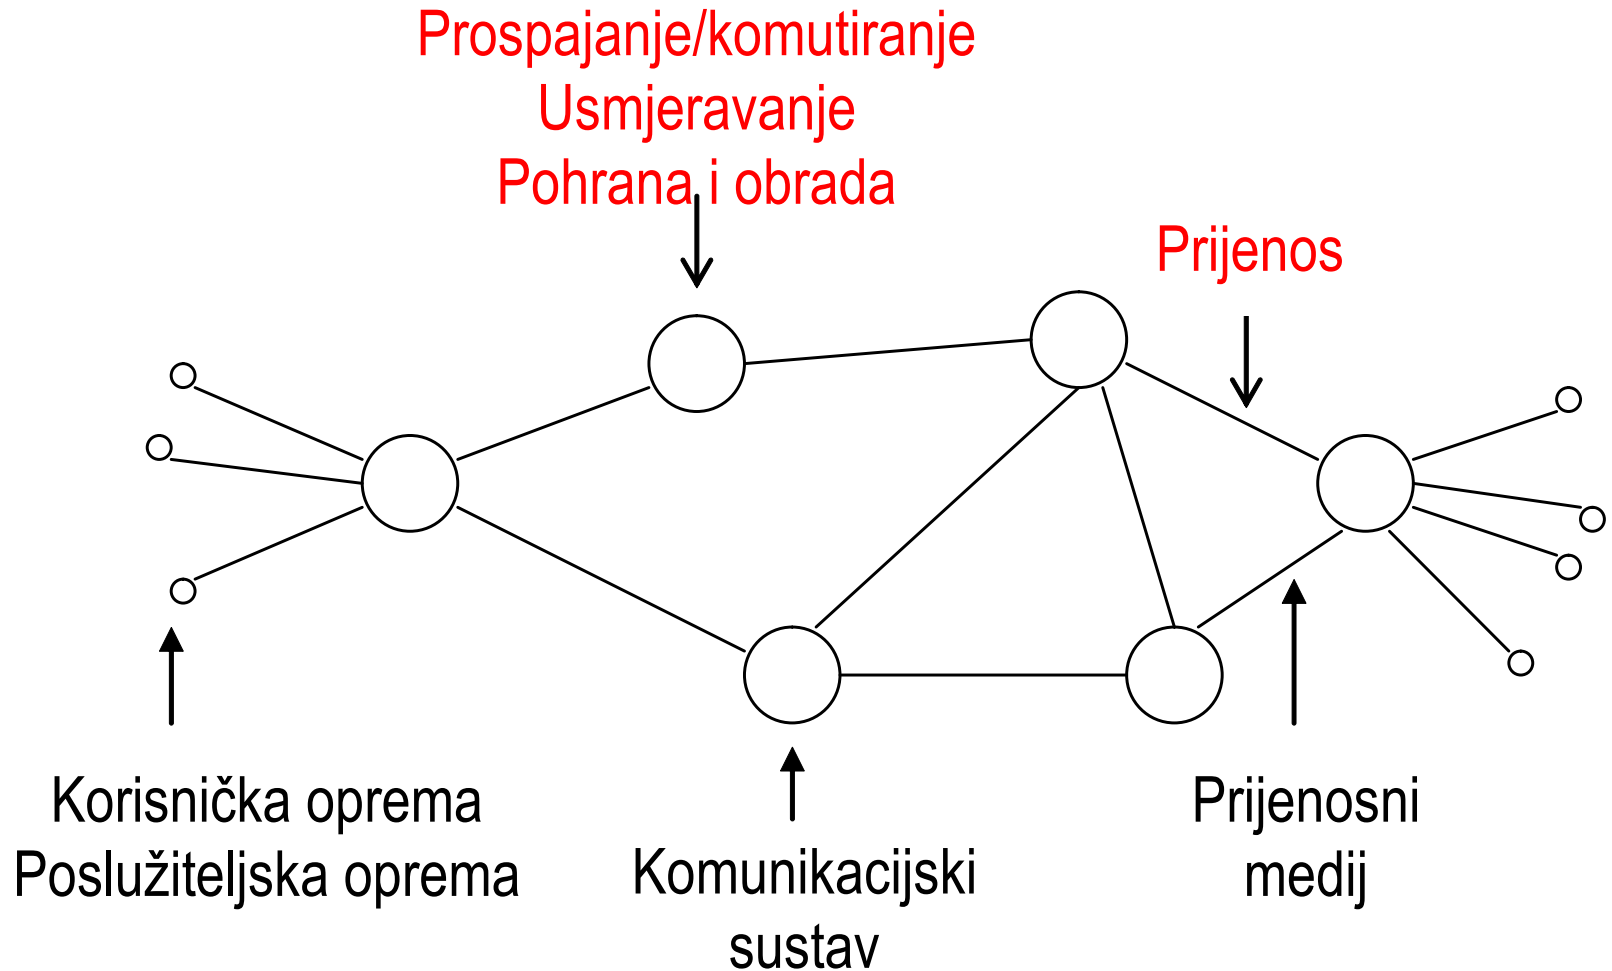 Prospajanje/komutiranje
Usmjeravanje
Pohrana i obrada
Prijenos
Korisnička oprema
Poslužiteljska oprema
Komunikacijski
sustav
Prijenosni
medij